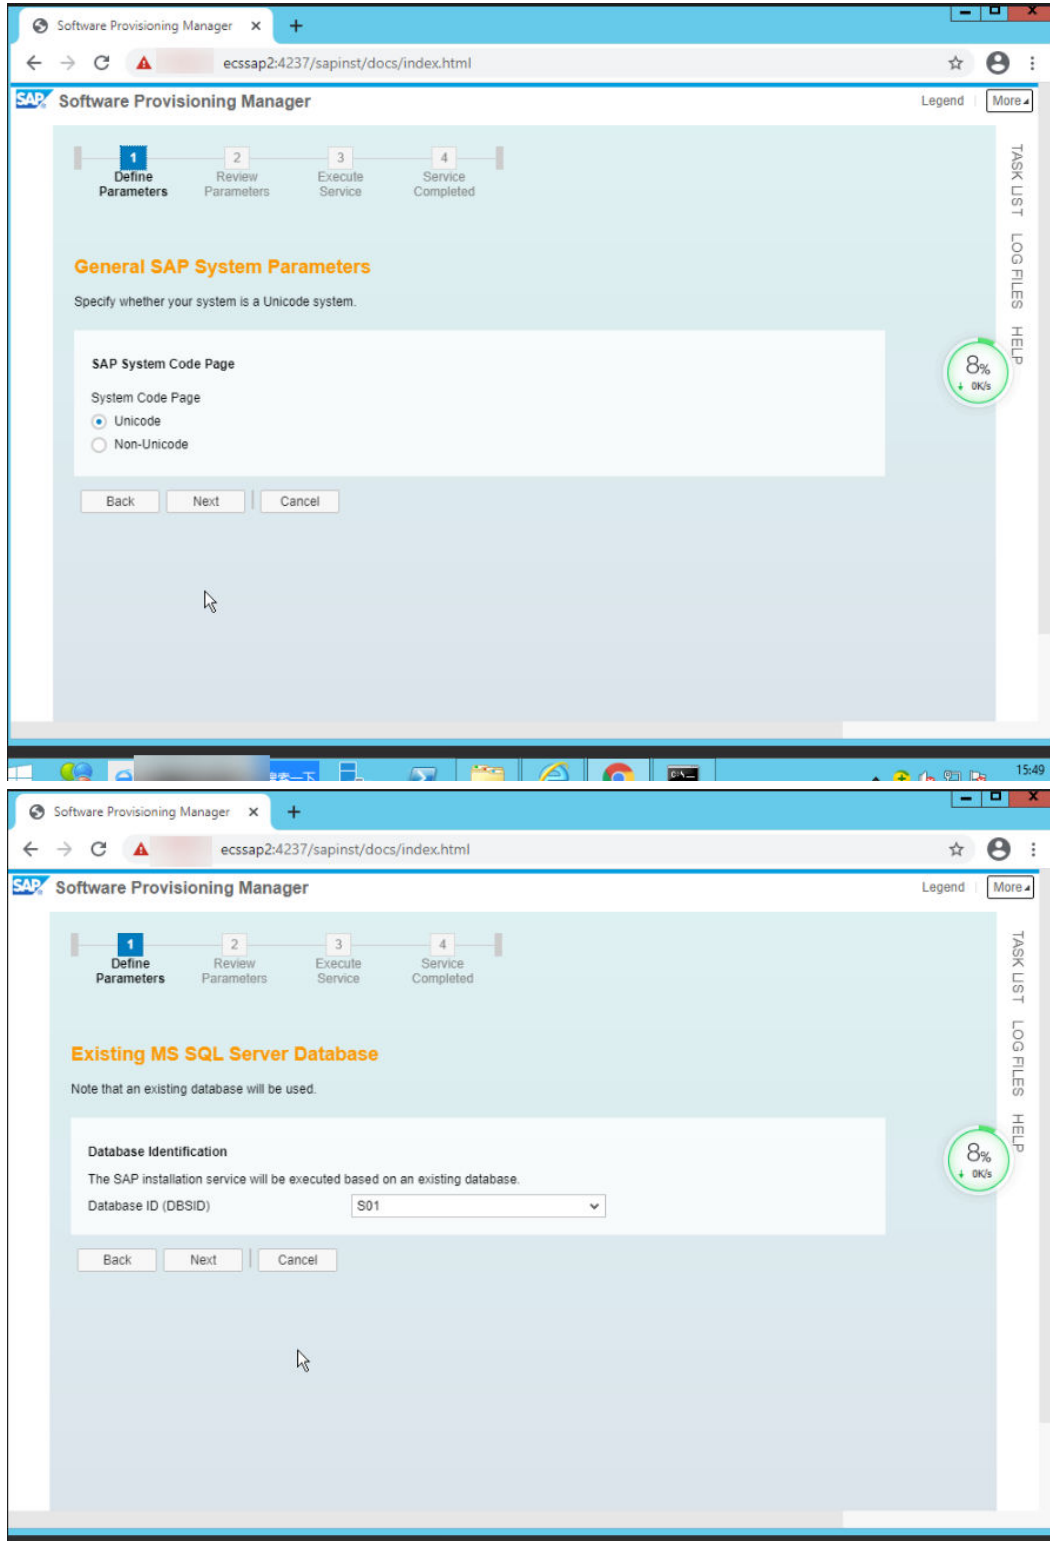 Software Provisioning Manager
ecssap2:4237/sapinst/docs/index.html
SAP Software Provisioning Manager
Legend
More
1 2 3 4
Define Parameters
Review Parameters
Execute Service
Service Completed
TASK LIST
LOG FILES
HELP
General SAP System Parameters
Specify whether your system is a Unicode system.
SAP System Code Page
System Code Page
Unicode
Non-Unicode
8%
0K/s
Back Next Cancel
15:49
Software Provisioning Manager
ecssap2:4237/sapinst/docs/index.html
SAP Software Provisioning Manager
Legend
More
1 2 3 4
Define Parameters
Review Parameters
Execute Service
Service Completed
TASK LIST
LOG FILES
HELP
Existing MS SQL Server Database
Note that an existing database will be used.
Database Identification
The SAP installation service will be executed based on an existing database.
Database ID (DBSID) S01
8%
0K/s
Back Next Cancel